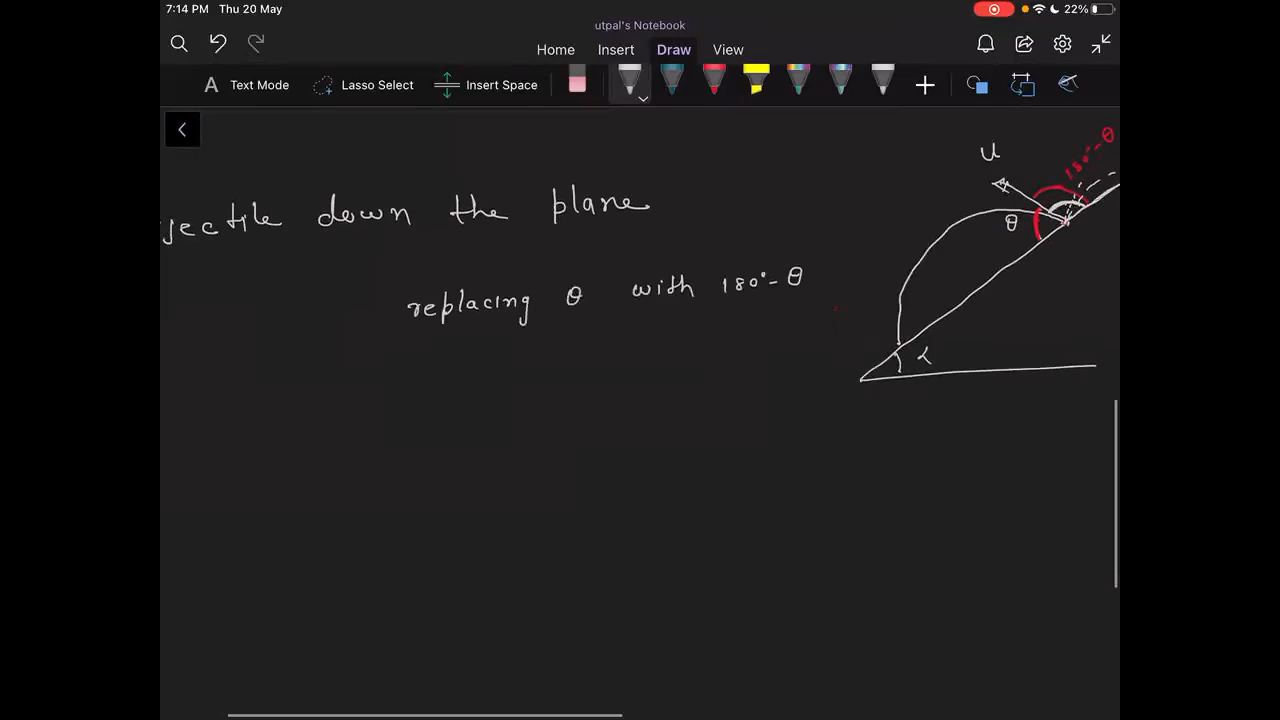 7:14 PM Thu 20 May
22%
utpal's Notebook
Home Insert Draw View
A Text Mode Lasso Select Insert Space
u
180°-θ
jectile down the plane
θ
replacing θ with 180°-θ
α